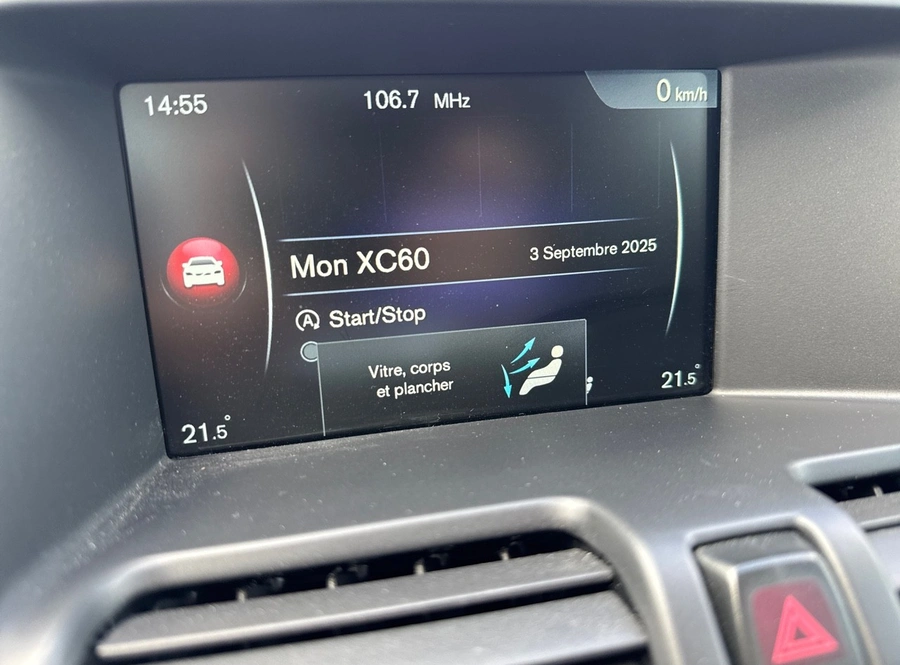 14:55
106.7 MHz
0 km/h
Mon XC60
3 Septembre 2025
A Start/Stop
Vitre, corps
et plancher
21.5°
21.5°